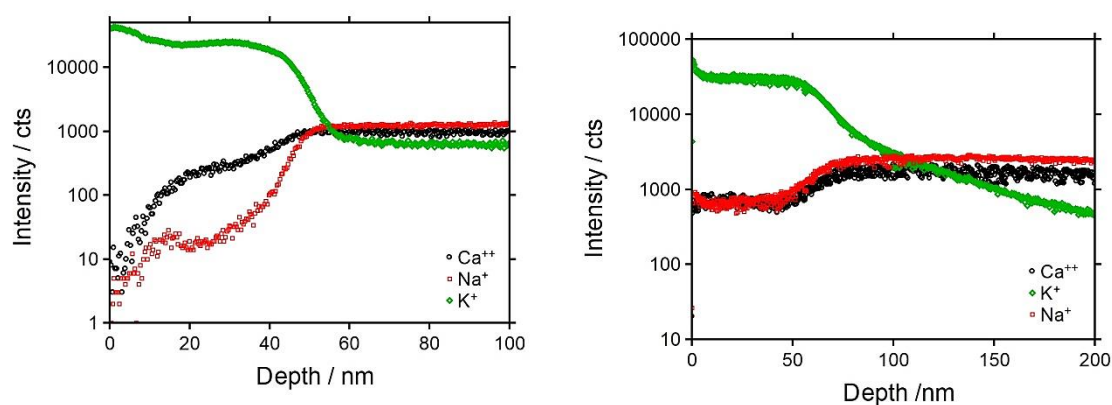 10000
1000
100
10
1
Intensity / cts
0 20 40 60 80 100
Depth / nm
Ca++
Na+
K+
100000
10000
1000
100
10
Intensity / cts
0 50 100 150 200
Depth /nm
Ca++
K+
Na+